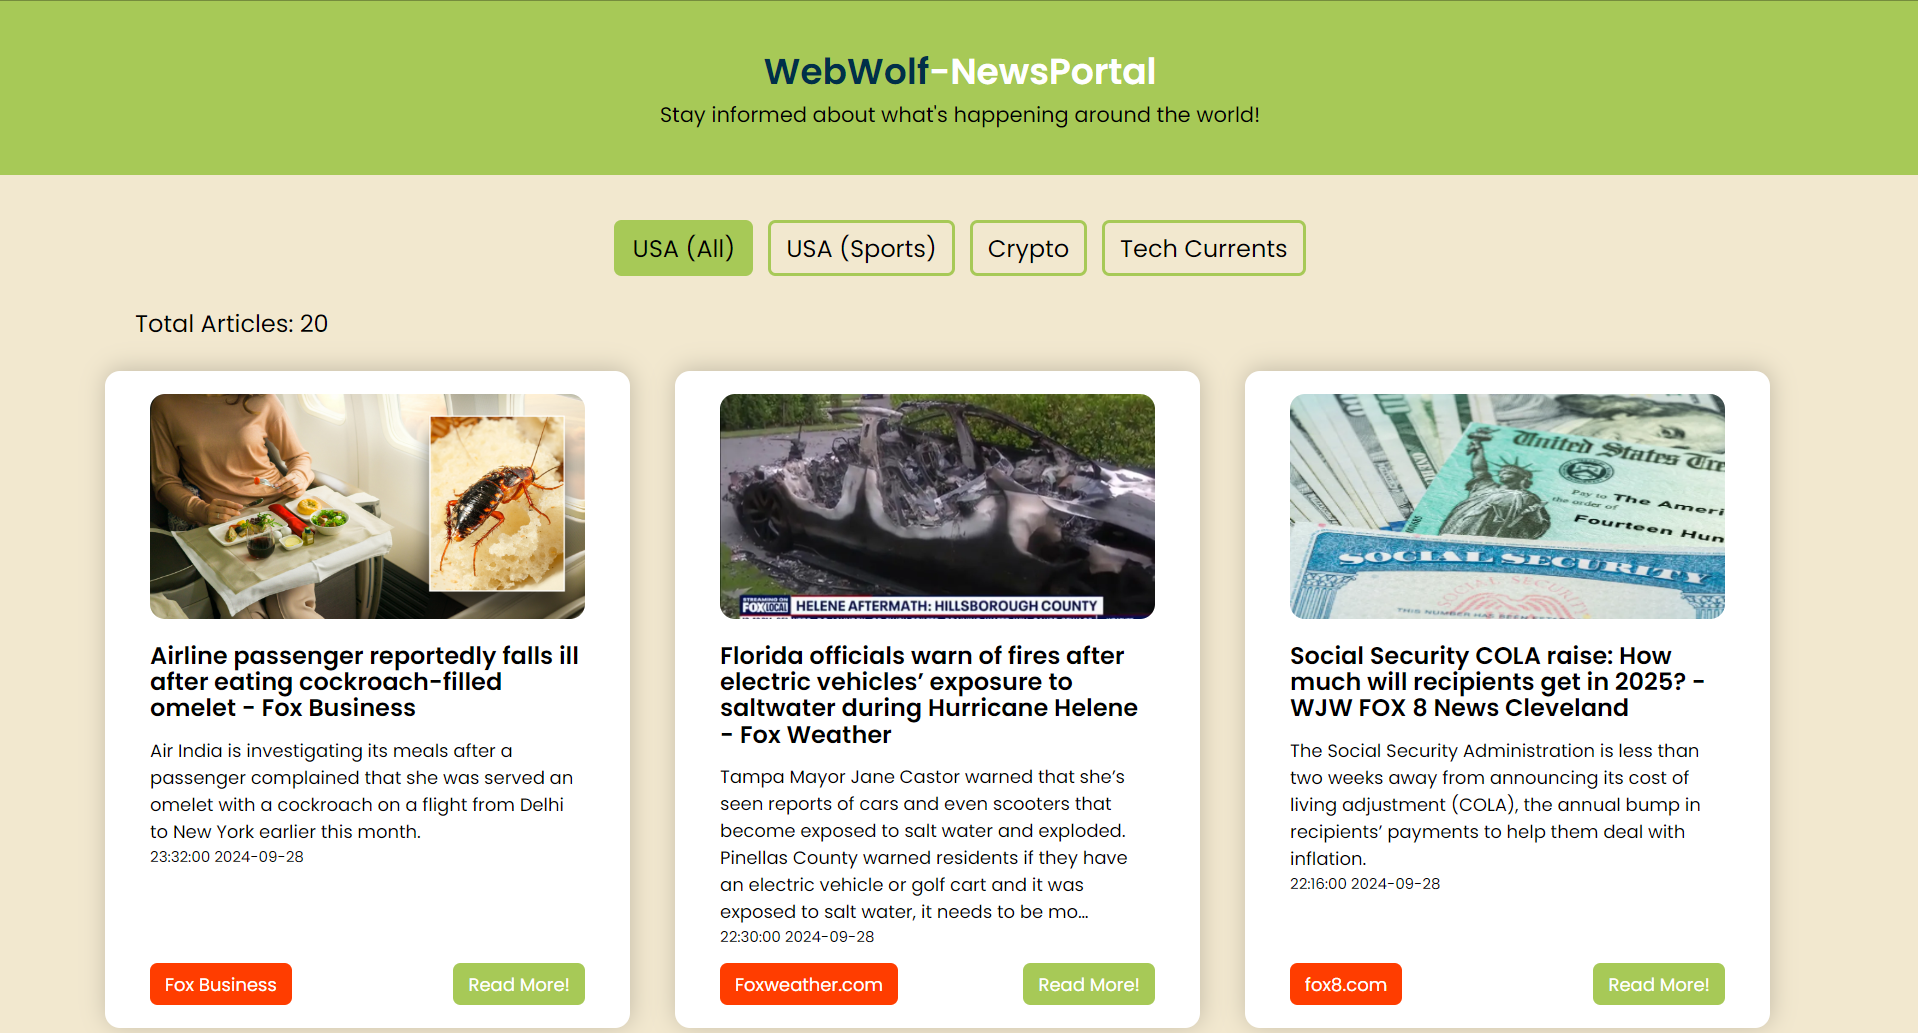 WebWolf-NewsPortal
Stay informed about what's happening around the world!
USA (All) USA (Sports) Crypto Tech Currents
Total Articles: 20
STREAMING ON
FOX LOCAL HELENE AFTERMATH: HILLSBOROUGH COUNTY
United States Tre
Pay to
the order of The Ameri
Fourteen Hun
SOCIAL SECURITY
THIS NUMBER HAS BEEN
Airline passenger reportedly falls ill
after eating cockroach-filled
omelet - Fox Business
Air India is investigating its meals after a
passenger complained that she was served an
omelet with a cockroach on a flight from Delhi
to New York earlier this month.
23:32:00 2024-09-28
Fox Business Read More!
Florida officials warn of fires after
electric vehicles’ exposure to
saltwater during Hurricane Helene
- Fox Weather
Tampa Mayor Jane Castor warned that she’s
seen reports of cars and even scooters that
become exposed to salt water and exploded.
Pinellas County warned residents if they have
an electric vehicle or golf cart and it was
exposed to salt water, it needs to be mo…
22:30:00 2024-09-28
Foxweather.com Read More!
Social Security COLA raise: How
much will recipients get in 2025? -
WJW FOX 8 News Cleveland
The Social Security Administration is less than
two weeks away from announcing its cost of
living adjustment (COLA), the annual bump in
recipients’ payments to help them deal with
inflation.
22:16:00 2024-09-28
fox8.com Read More!